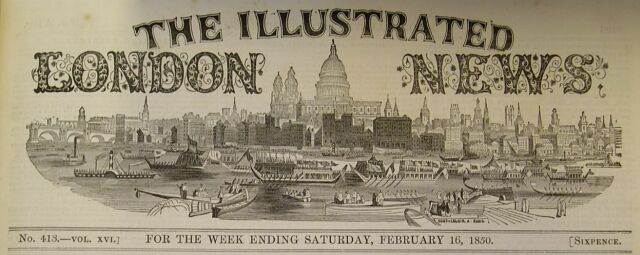 THE ILLUSTRATED
LONDON NEWS.
No. 413.—VOL. XVI.] FOR THE WEEK ENDING SATURDAY, FEBRUARY 16, 1850. [SIXPENCE.